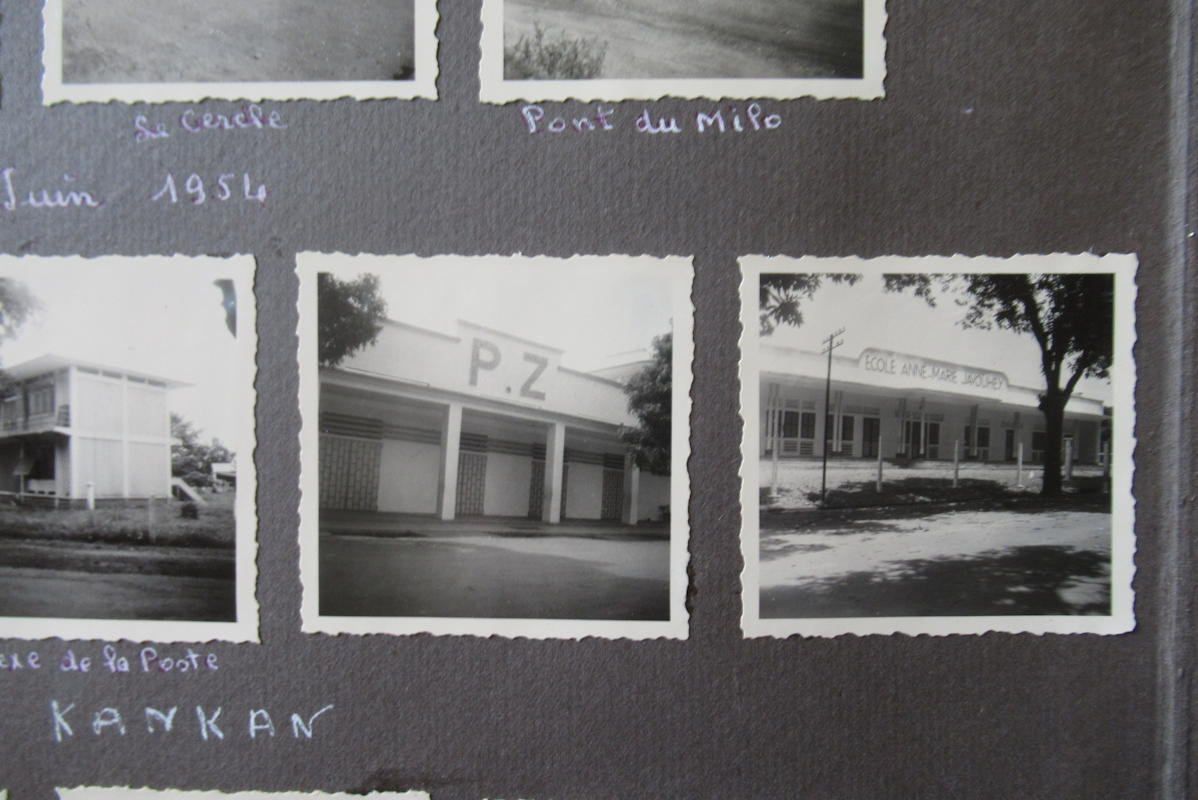 Le Cercle
Pont du Milo
Juin 1954
P.Z
ECOLE ANNE-MARIE JAVOUHEY
de la Poste
KANKAN